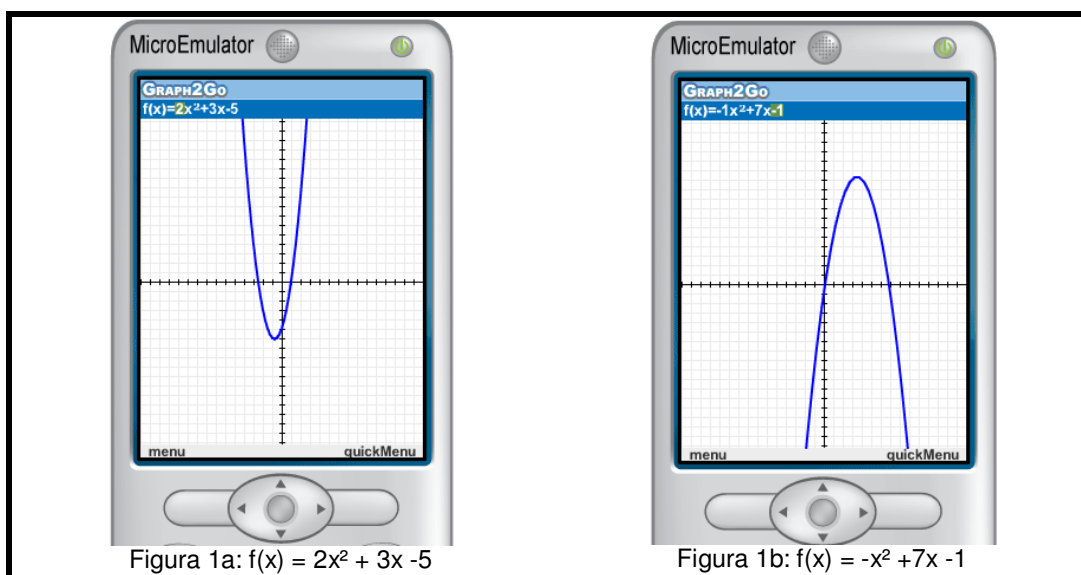 MicroEmulator
GRAPH2GO
f(x)=2x²+3x-5
menu quickMenu
Figura 1a: f(x) = 2x² + 3x -5
MicroEmulator
GRAPH2GO
f(x)=-1x²+7x-1
menu quickMenu
Figura 1b: f(x) = -x² +7x -1